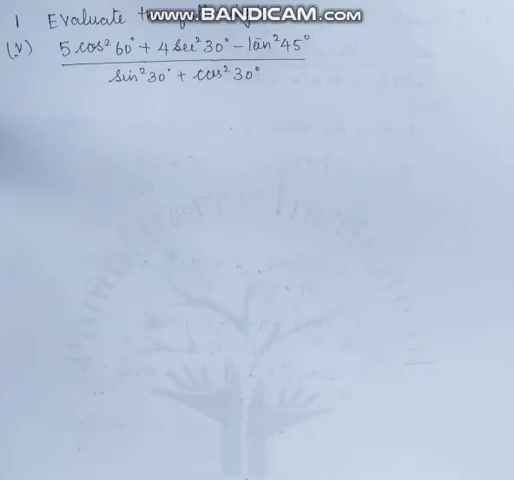 www.BANDICAM.com
1 Evaluate
(v) 5 cos² 60° + 4 sec² 30° - tan² 45°
sin² 30° + cos² 30°